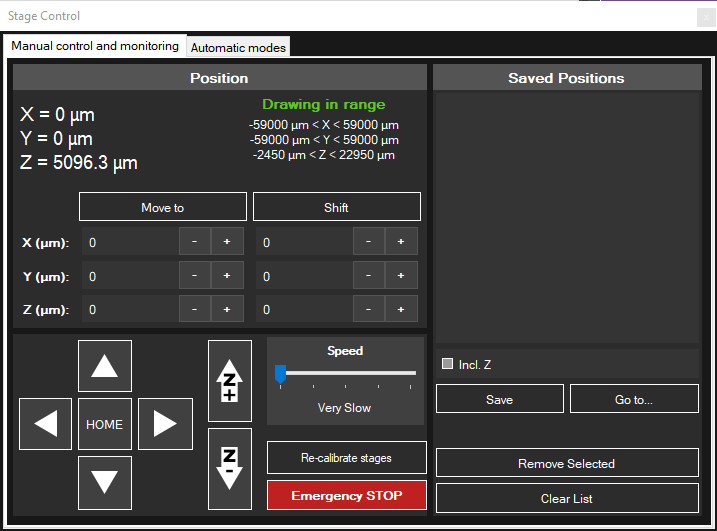 Stage Control
x
Manual control and monitoring
Automatic modes
Position
X = 0 µm
Y = 0 µm
Z = 5096.3 µm
Drawing in range
-59000 µm < X < 59000 µm
-59000 µm < Y < 59000 µm
-2450 µm < Z < 22950 µm
Move to
Shift
X (µm): 0 - + 0 - +
Y (µm): 0 - + 0 - +
Z (µm): 0 - + 0 - +
HOME
Z+
Z-
Speed
Very Slow
Re-calibrate stages
Emergency STOP
Saved Positions
Incl. Z
Save
Go to...
Remove Selected
Clear List